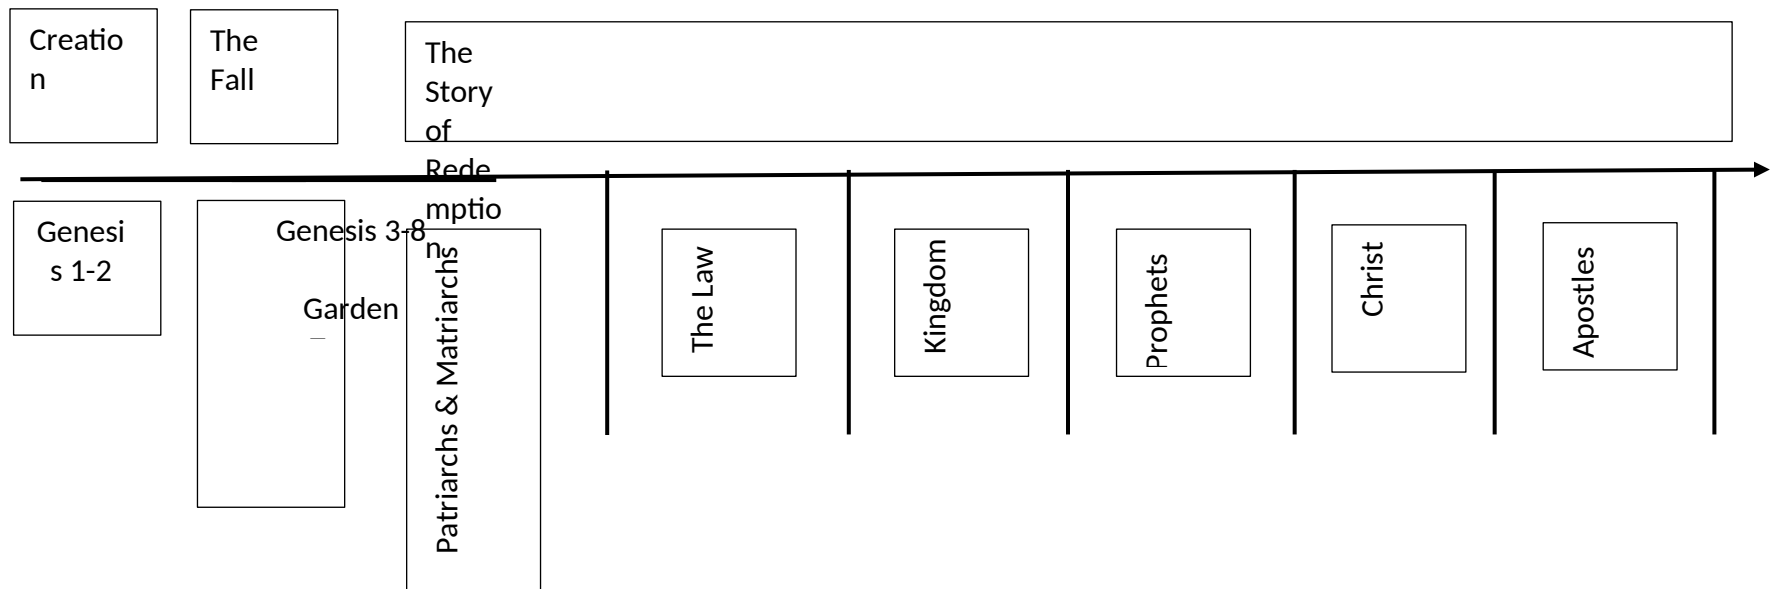 Creatio
n
The
Fall
The
Story
of
Rede
mptio
n
Genesi
s 1-2
Genesis 3-8
Garden
Patriarchs & Matriarchs
The Law
Kingdom
Prophets
Christ
Apostles